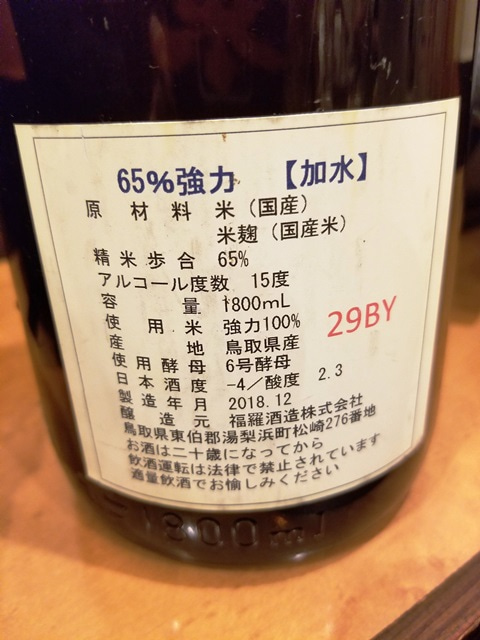 65%強力 【加水】
原材料 米（国産）
米麹（国産米）
精米歩合 65%
アルコール度数 15度
容量 1800mL
使用米 強力100%
29BY
産地 鳥取県産
使用酵母 6号酵母
日本酒度 -4／酸度 2.3
製造年月 2018.12
醸造元 福羅酒造株式会社
鳥取県東伯郡湯梨浜町松崎276番地
お酒は二十歳になってから
飲酒運転は法律で禁止されています
適量飲酒でお愉しみください
1800ml